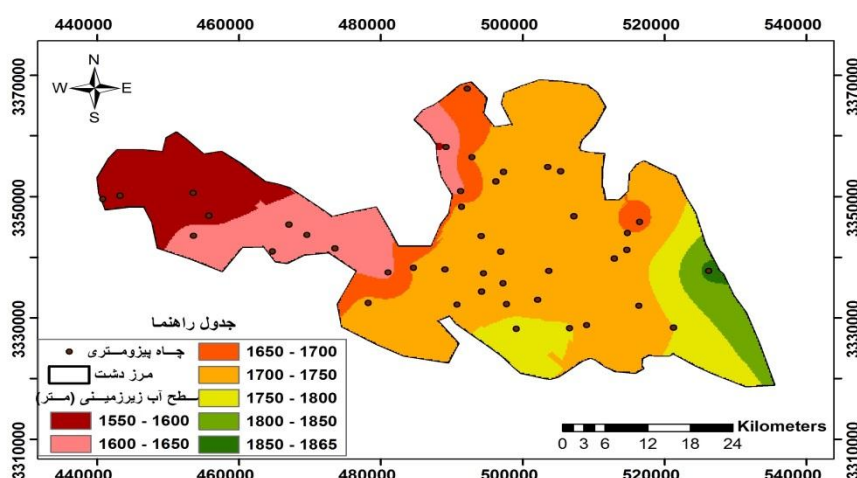 440000 460000 480000 500000 520000 540000
3370000 3370000
N
W E
S
3350000 3350000
3330000 3330000
3310000 3310000
جدول راهنما
چاه پیزومتری
مرز دشت
سطح آب زیرزمینی (متر)
1550 - 1600
1600 - 1650
1650 - 1700
1700 - 1750
1750 - 1800
1800 - 1850
1850 - 1865
Kilometers
0 3 6 12 18 24
440000 460000 480000 500000 520000 540000